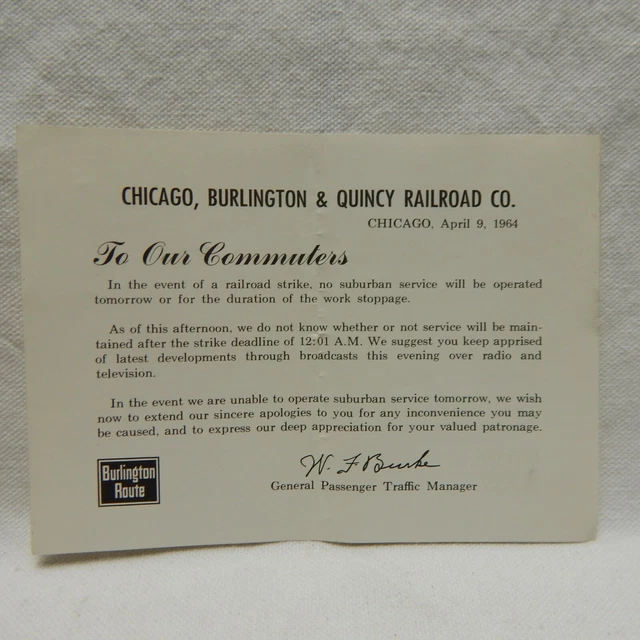 CHICAGO, BURLINGTON & QUINCY RAILROAD CO.
CHICAGO, April 9, 1964
To Our Commuters
In the event of a railroad strike, no suburban service will be operated
tomorrow or for the duration of the work stoppage.
As of this afternoon, we do not know whether or not service will be main-
tained after the strike deadline of 12:01 A.M. We suggest you keep apprised
of latest developments through broadcasts this evening over radio and
television.
In the event we are unable to operate suburban service tomorrow, we wish
now to extend our sincere apologies to you for any inconvenience you may
be caused, and to express our deep appreciation for your valued patronage.
W. F Burke
General Passenger Traffic Manager
Burlington
Route